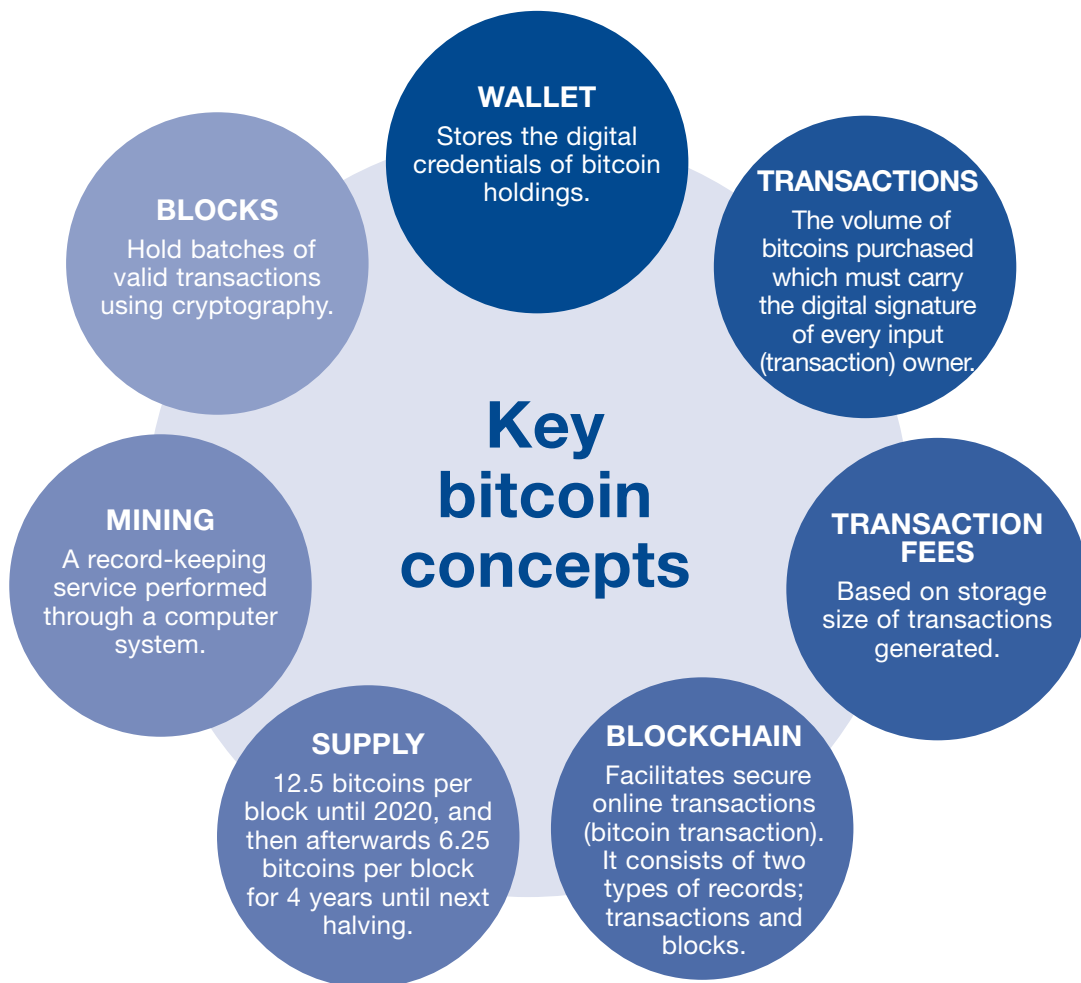 WALLET
Stores the digital
credentials of bitcoin
holdings.
TRANSACTIONS
The volume of
bitcoins purchased
which must carry
the digital signature
of every input
(transaction) owner.
TRANSACTION
FEES
Based on storage
size of transactions
generated.
BLOCKCHAIN
Facilitates secure
online transactions
(bitcoin transaction).
It consists of two
types of records;
transactions and
blocks.
SUPPLY
12.5 bitcoins per
block until 2020, and
then afterwards 6.25
bitcoins per block
for 4 years until next
halving.
MINING
A record-keeping
service performed
through a computer
system.
BLOCKS
Hold batches of
valid transactions
using cryptography.
Key
bitcoin
concepts